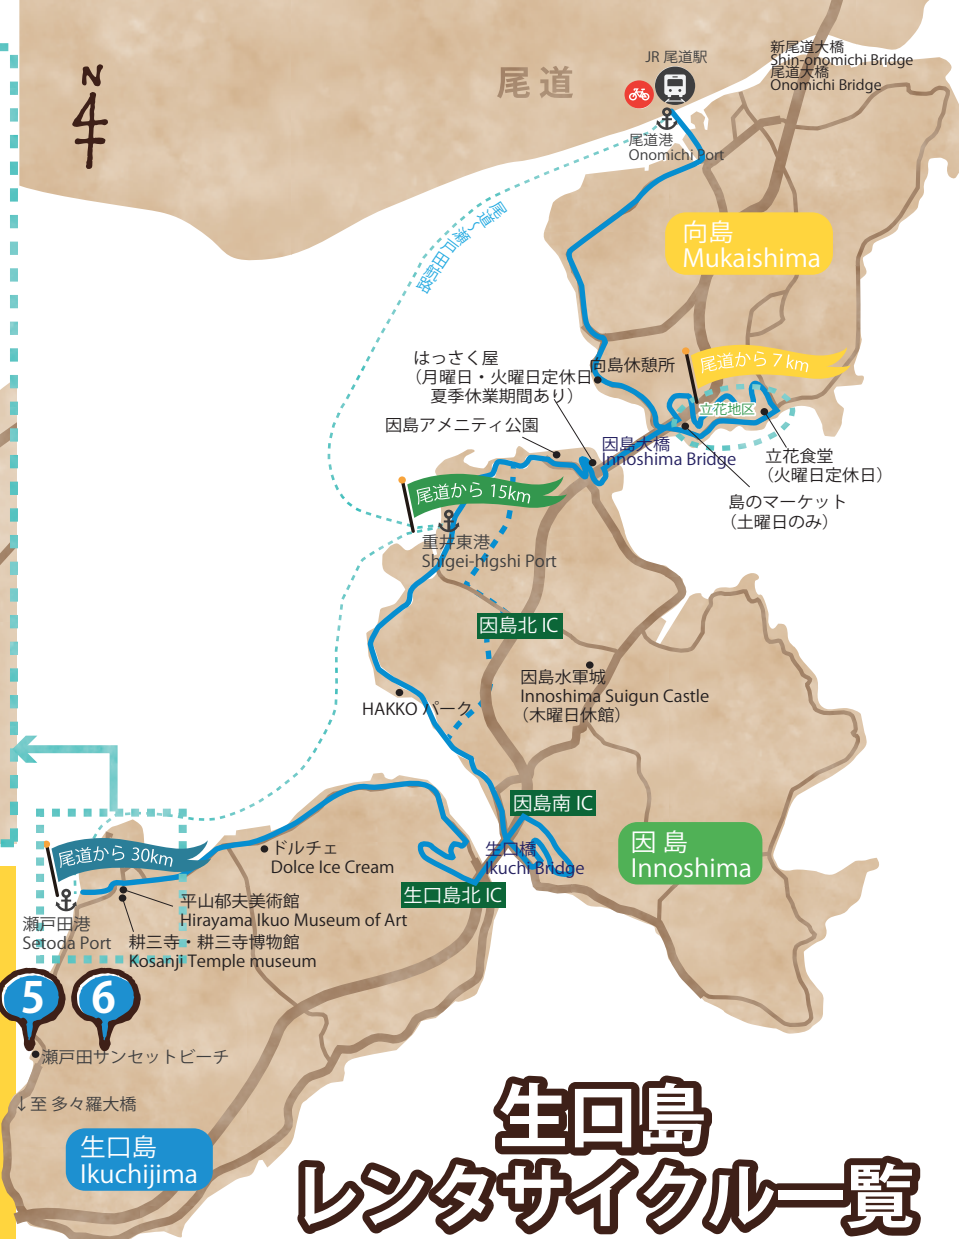 N
尾道
JR 尾道駅
新尾道大橋
Shin-onomichi Bridge
尾道大橋
Onomichi Bridge
尾道港
Onomichi Port
尾道〜瀬戸田航路
向島
Mukaishima
はっさく屋
（月曜日・火曜日定休日
夏季休業期間あり）
向島休憩所
尾道から 7 km
立花地区
因島アメニティ公園
因島大橋
Innoshima Bridge
立花食堂
（火曜日定休日）
島のマーケット
（土曜日のみ）
尾道から 15km
重井東港
Shigei-higshi Port
因島北 IC
因島水軍城
Innoshima Suigun Castle
（木曜日休館）
HAKKO パーク
因島南 IC
因島
Innoshima
生口橋
Ikuchi Bridge
ドルチェ
Dolce Ice Cream
尾道から 30km
生口島北 IC
平山郁夫美術館
Hirayama Ikuo Museum of Art
瀬戸田港
Setoda Port
耕三寺・耕三寺博物館
Kosanji Temple museum
5
6
瀬戸田サンセットビーチ
↓至 多々羅大橋
生口島
Ikuchijima
生口島
レンタサイクル一覧